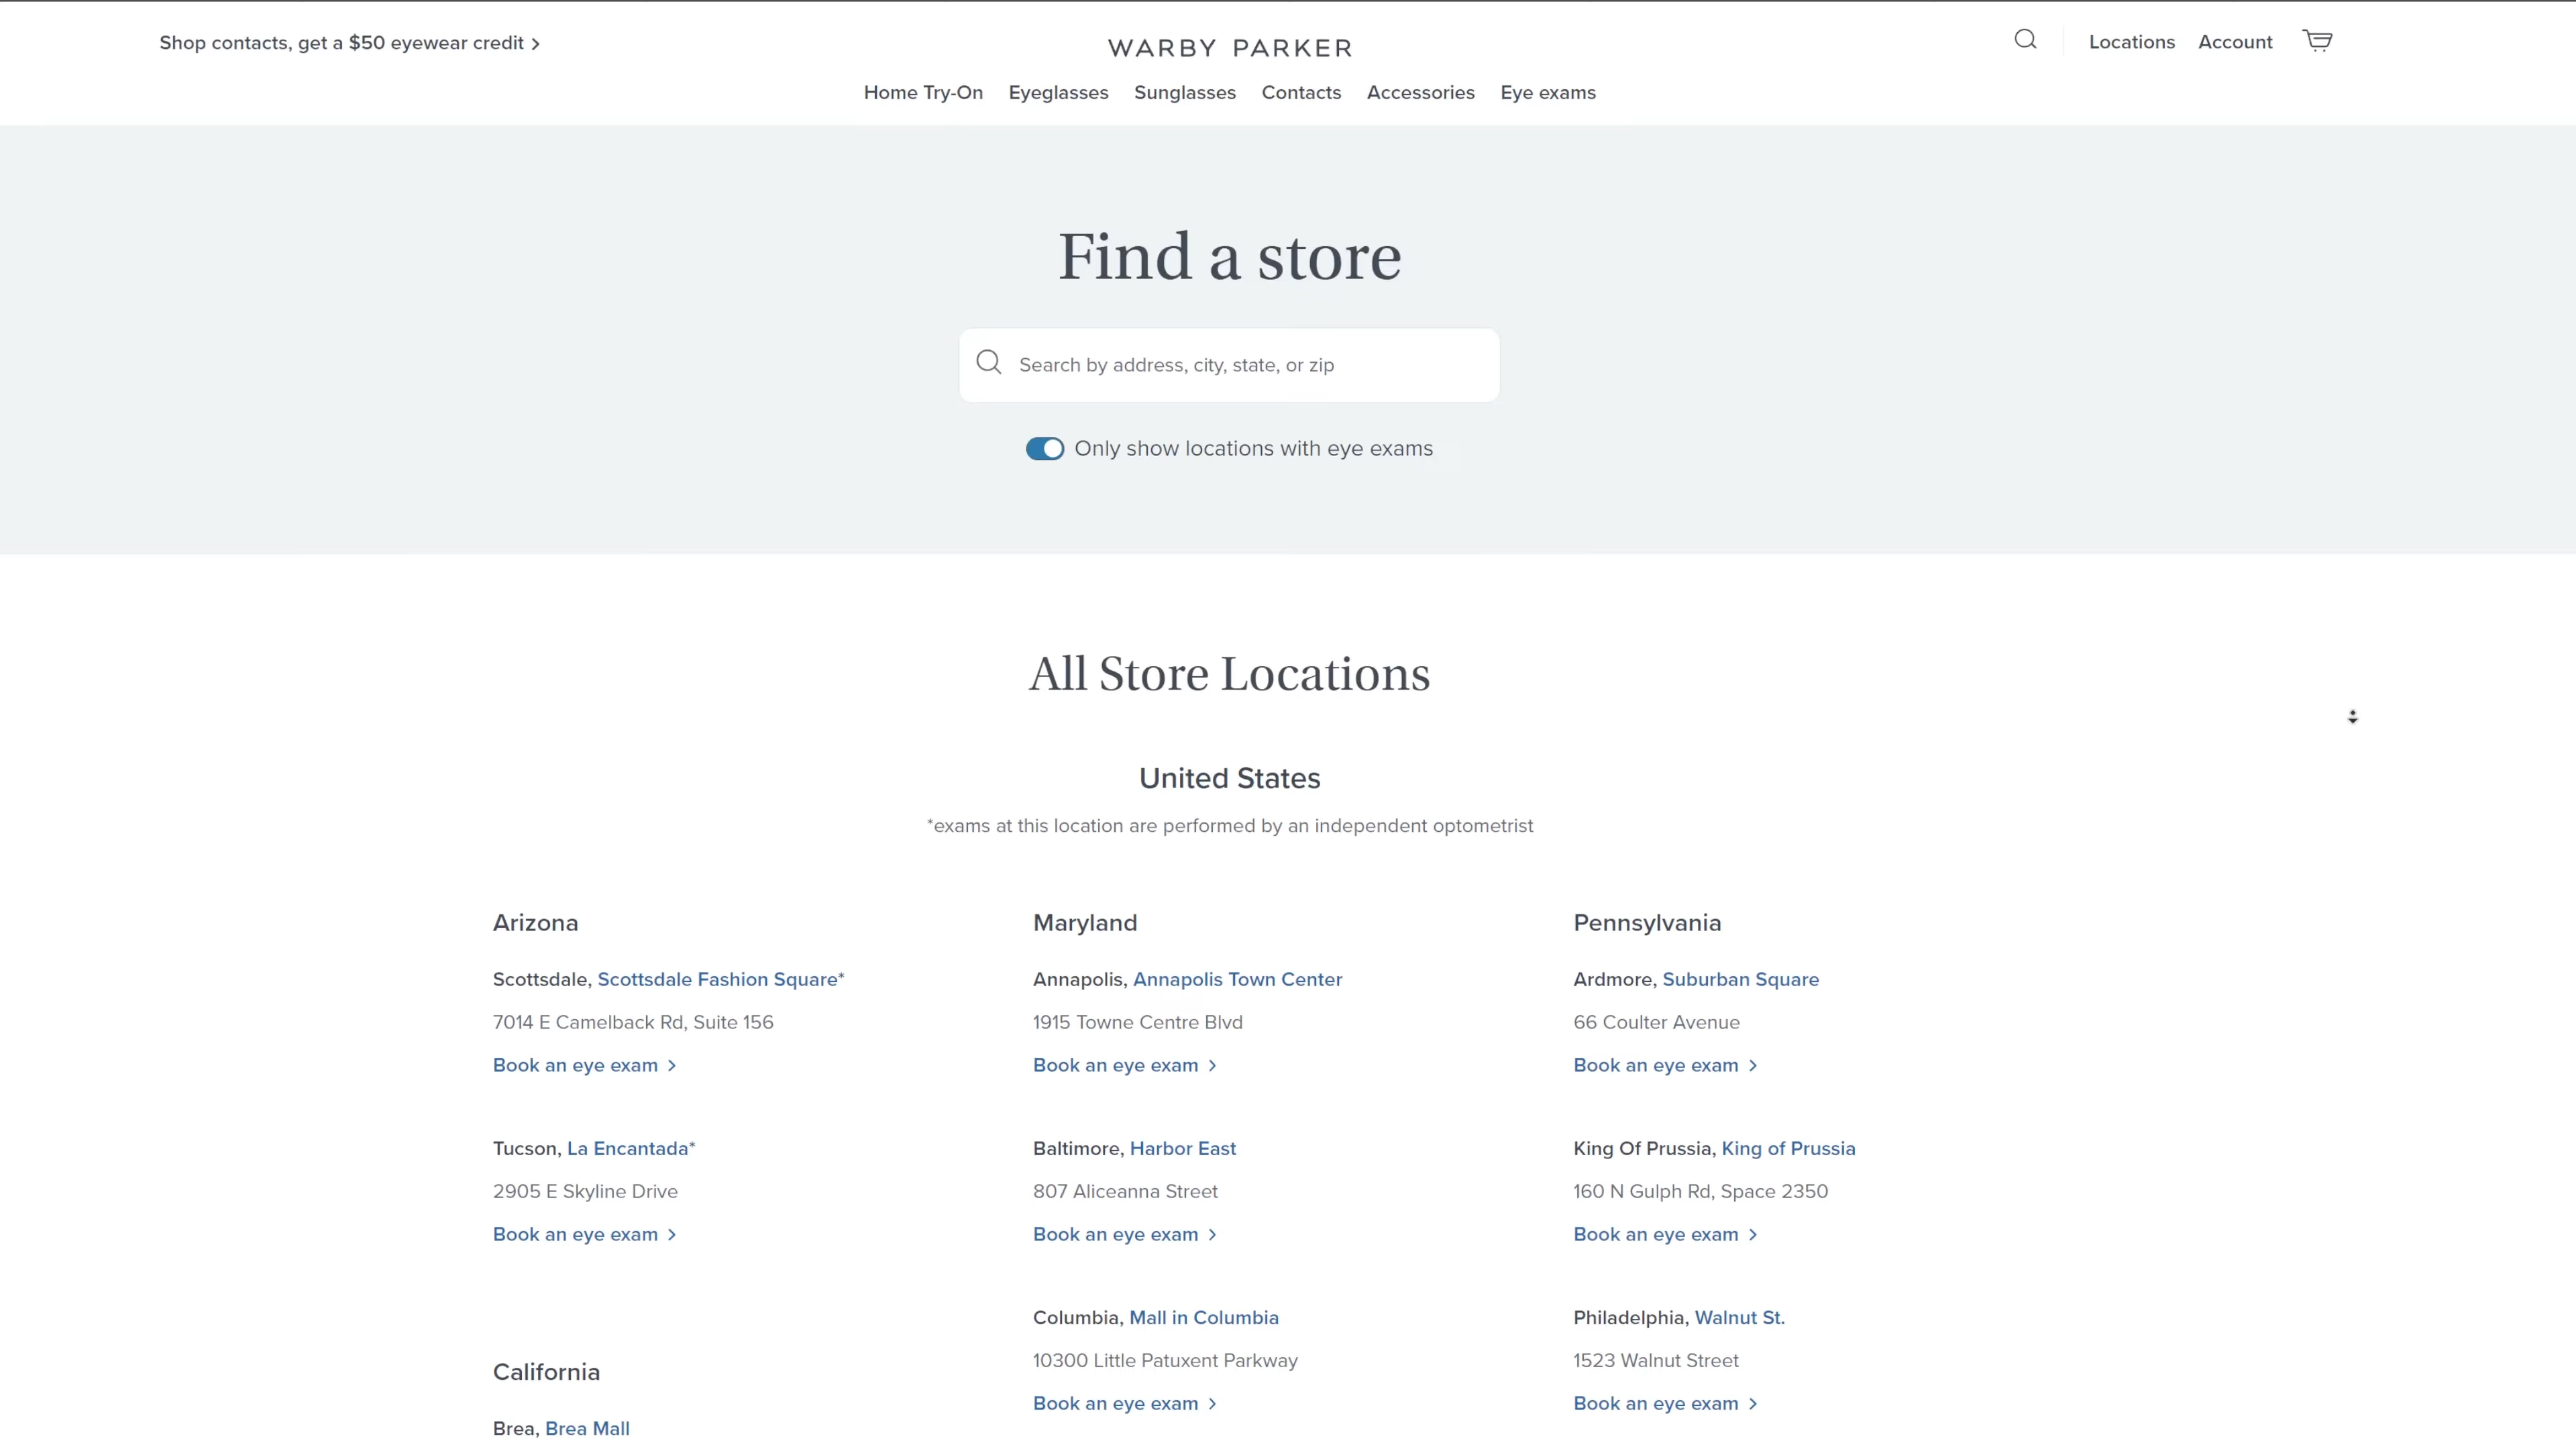 Shop contacts, get a $50 eyewear credit
WARBY PARKER
Locations Account
Home Try-On Eyeglasses Sunglasses Contacts Accessories Eye exams
Find a store
Search by address, city, state, or zip
Only show locations with eye exams
All Store Locations
United States
*exams at this location are performed by an independent optometrist
Arizona
Scottsdale, Scottsdale Fashion Square*
7014 E Camelback Rd, Suite 156
Book an eye exam
Tucson, La Encantada*
2905 E Skyline Drive
Book an eye exam
California
Brea, Brea Mall
Maryland
Annapolis, Annapolis Town Center
1915 Towne Centre Blvd
Book an eye exam
Baltimore, Harbor East
807 Aliceanna Street
Book an eye exam
Columbia, Mall in Columbia
10300 Little Patuxent Parkway
Book an eye exam
Pennsylvania
Ardmore, Suburban Square
66 Coulter Avenue
Book an eye exam
King Of Prussia, King of Prussia
160 N Gulph Rd, Space 2350
Book an eye exam
Philadelphia, Walnut St.
1523 Walnut Street
Book an eye exam